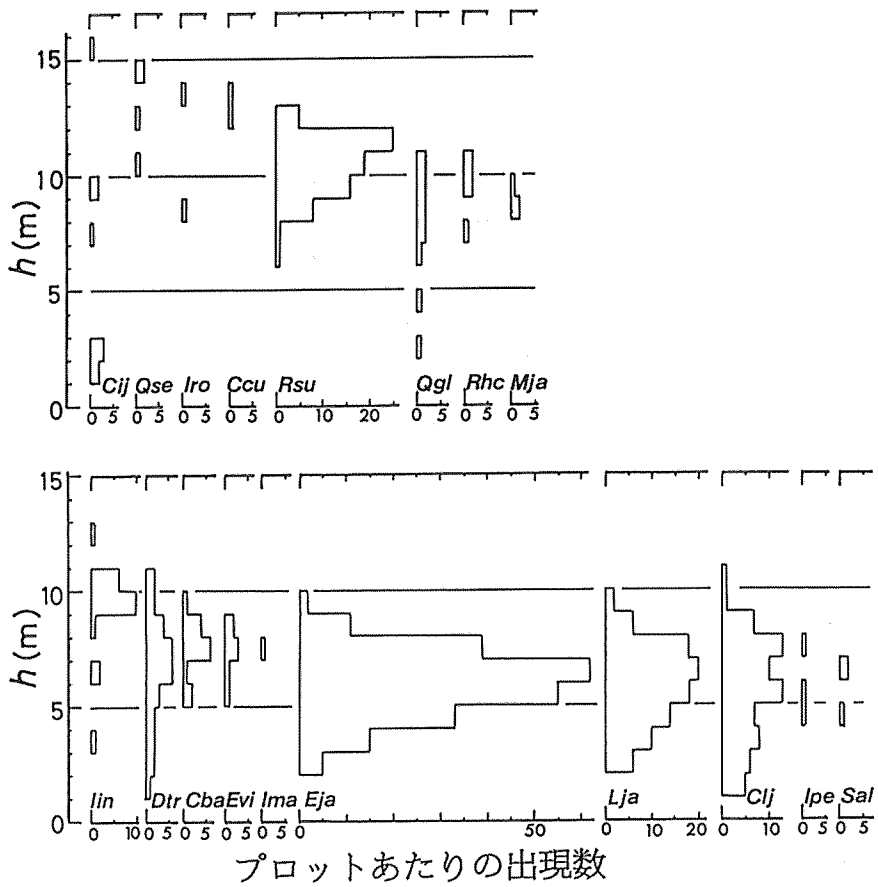 15
10
5
0
h (m)
Cij Qse Iro Ccu Rsu Qgl Rhc Mja
0 5 0 5 0 5 0 5 0 10 20 0 5 0 5 0 5
15
10
5
0
h (m)
Iin Dtr Cba Evi Ima Eja Lja Clj Ipe Sal
0 10 0 5 0 5 0 5 0 5 0 50 0 10 20 0 10 0 5 0 5
プロットあたりの出現数